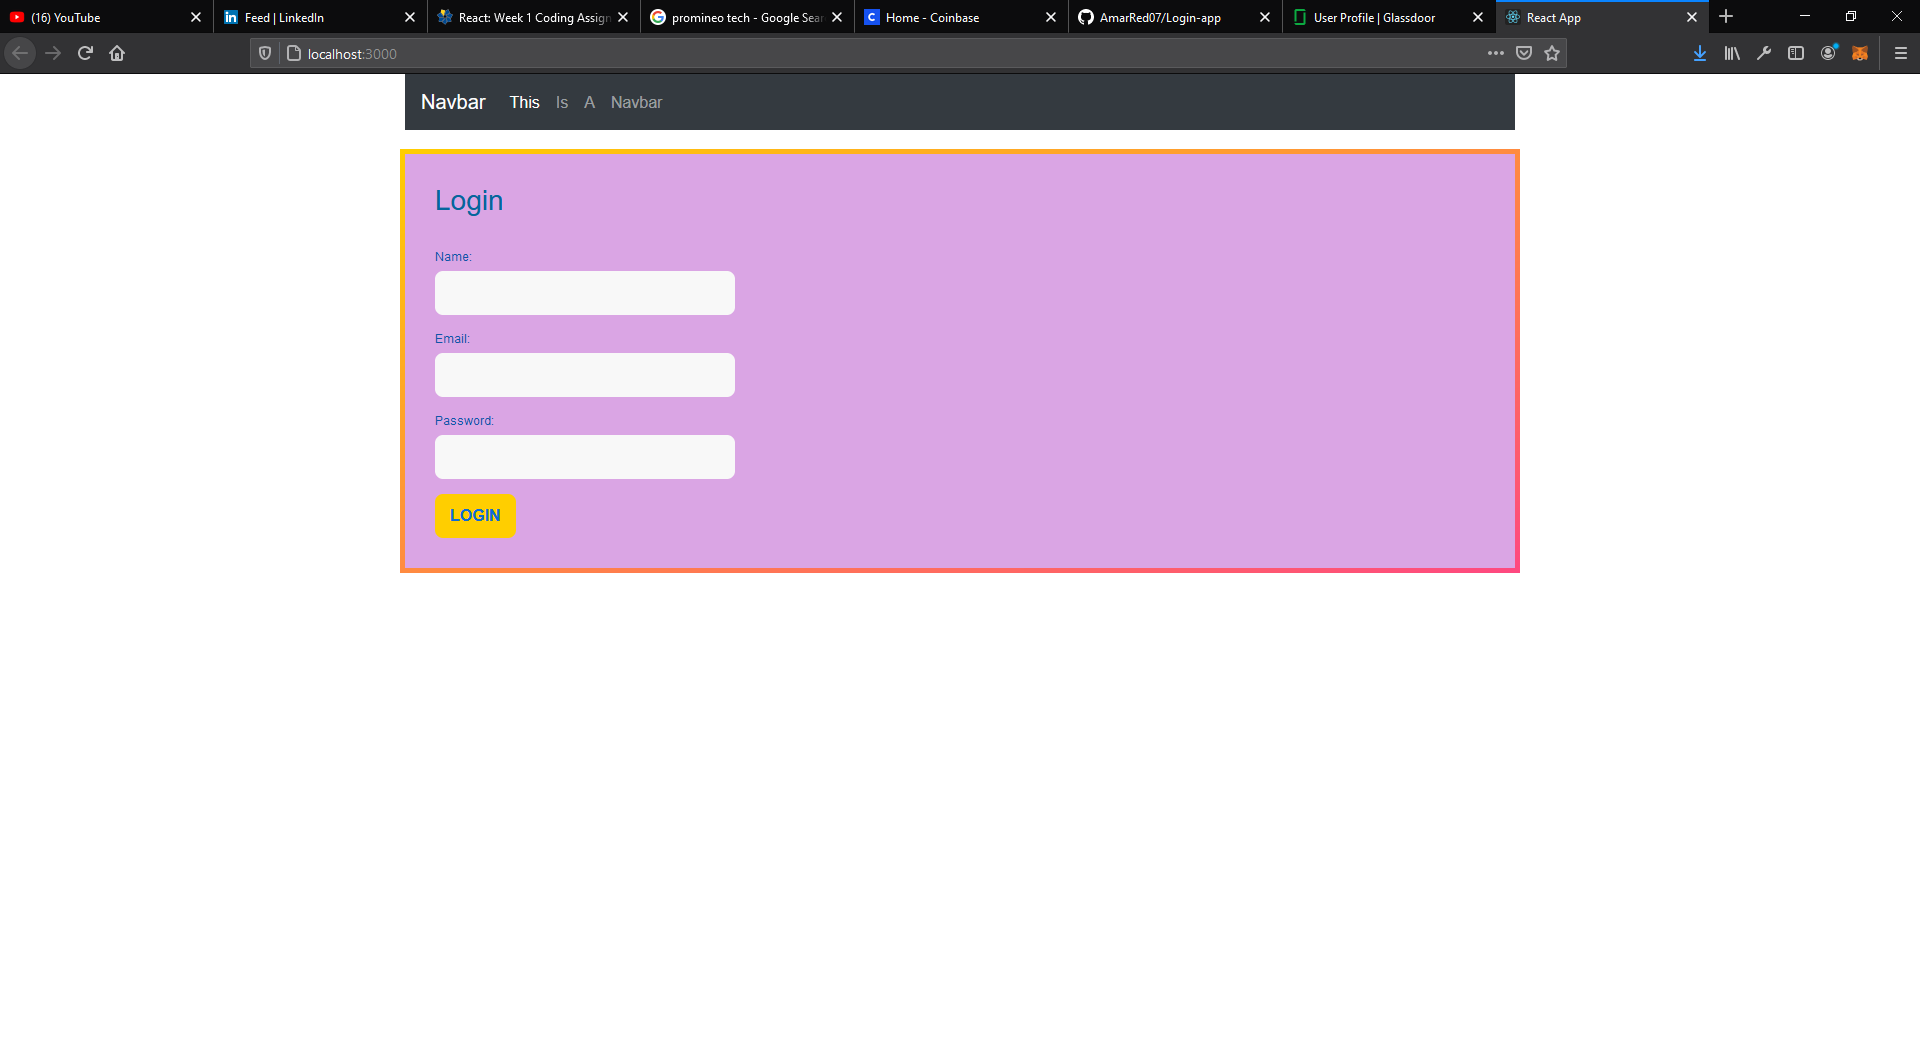 (16) YouTube
Feed | LinkedIn
React: Week 1 Coding Assign
promineo tech - Google Sear
Home - Coinbase
AmarRed07/Login-app
User Profile | Glassdoor
React App
localhost:3000
Navbar This Is A Navbar
Login
Name:
Email:
Password:
LOGIN